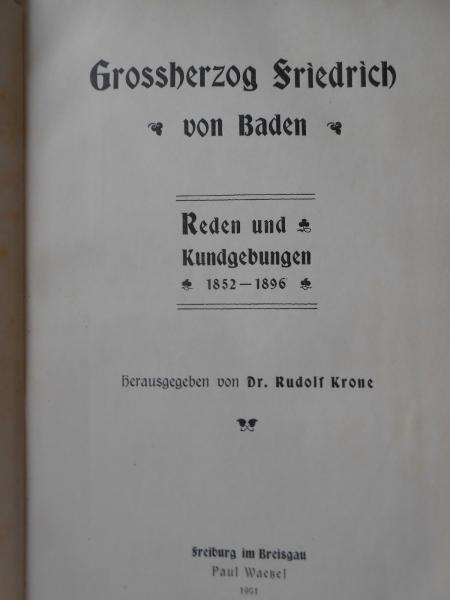 Grossherzog Friedrich
von Baden
Reden und
Kundgebungen
1852 — 1896
Herausgegeben von Dr. Rudolf Krone
Freiburg im Breisgau
Paul Waetzel
1901